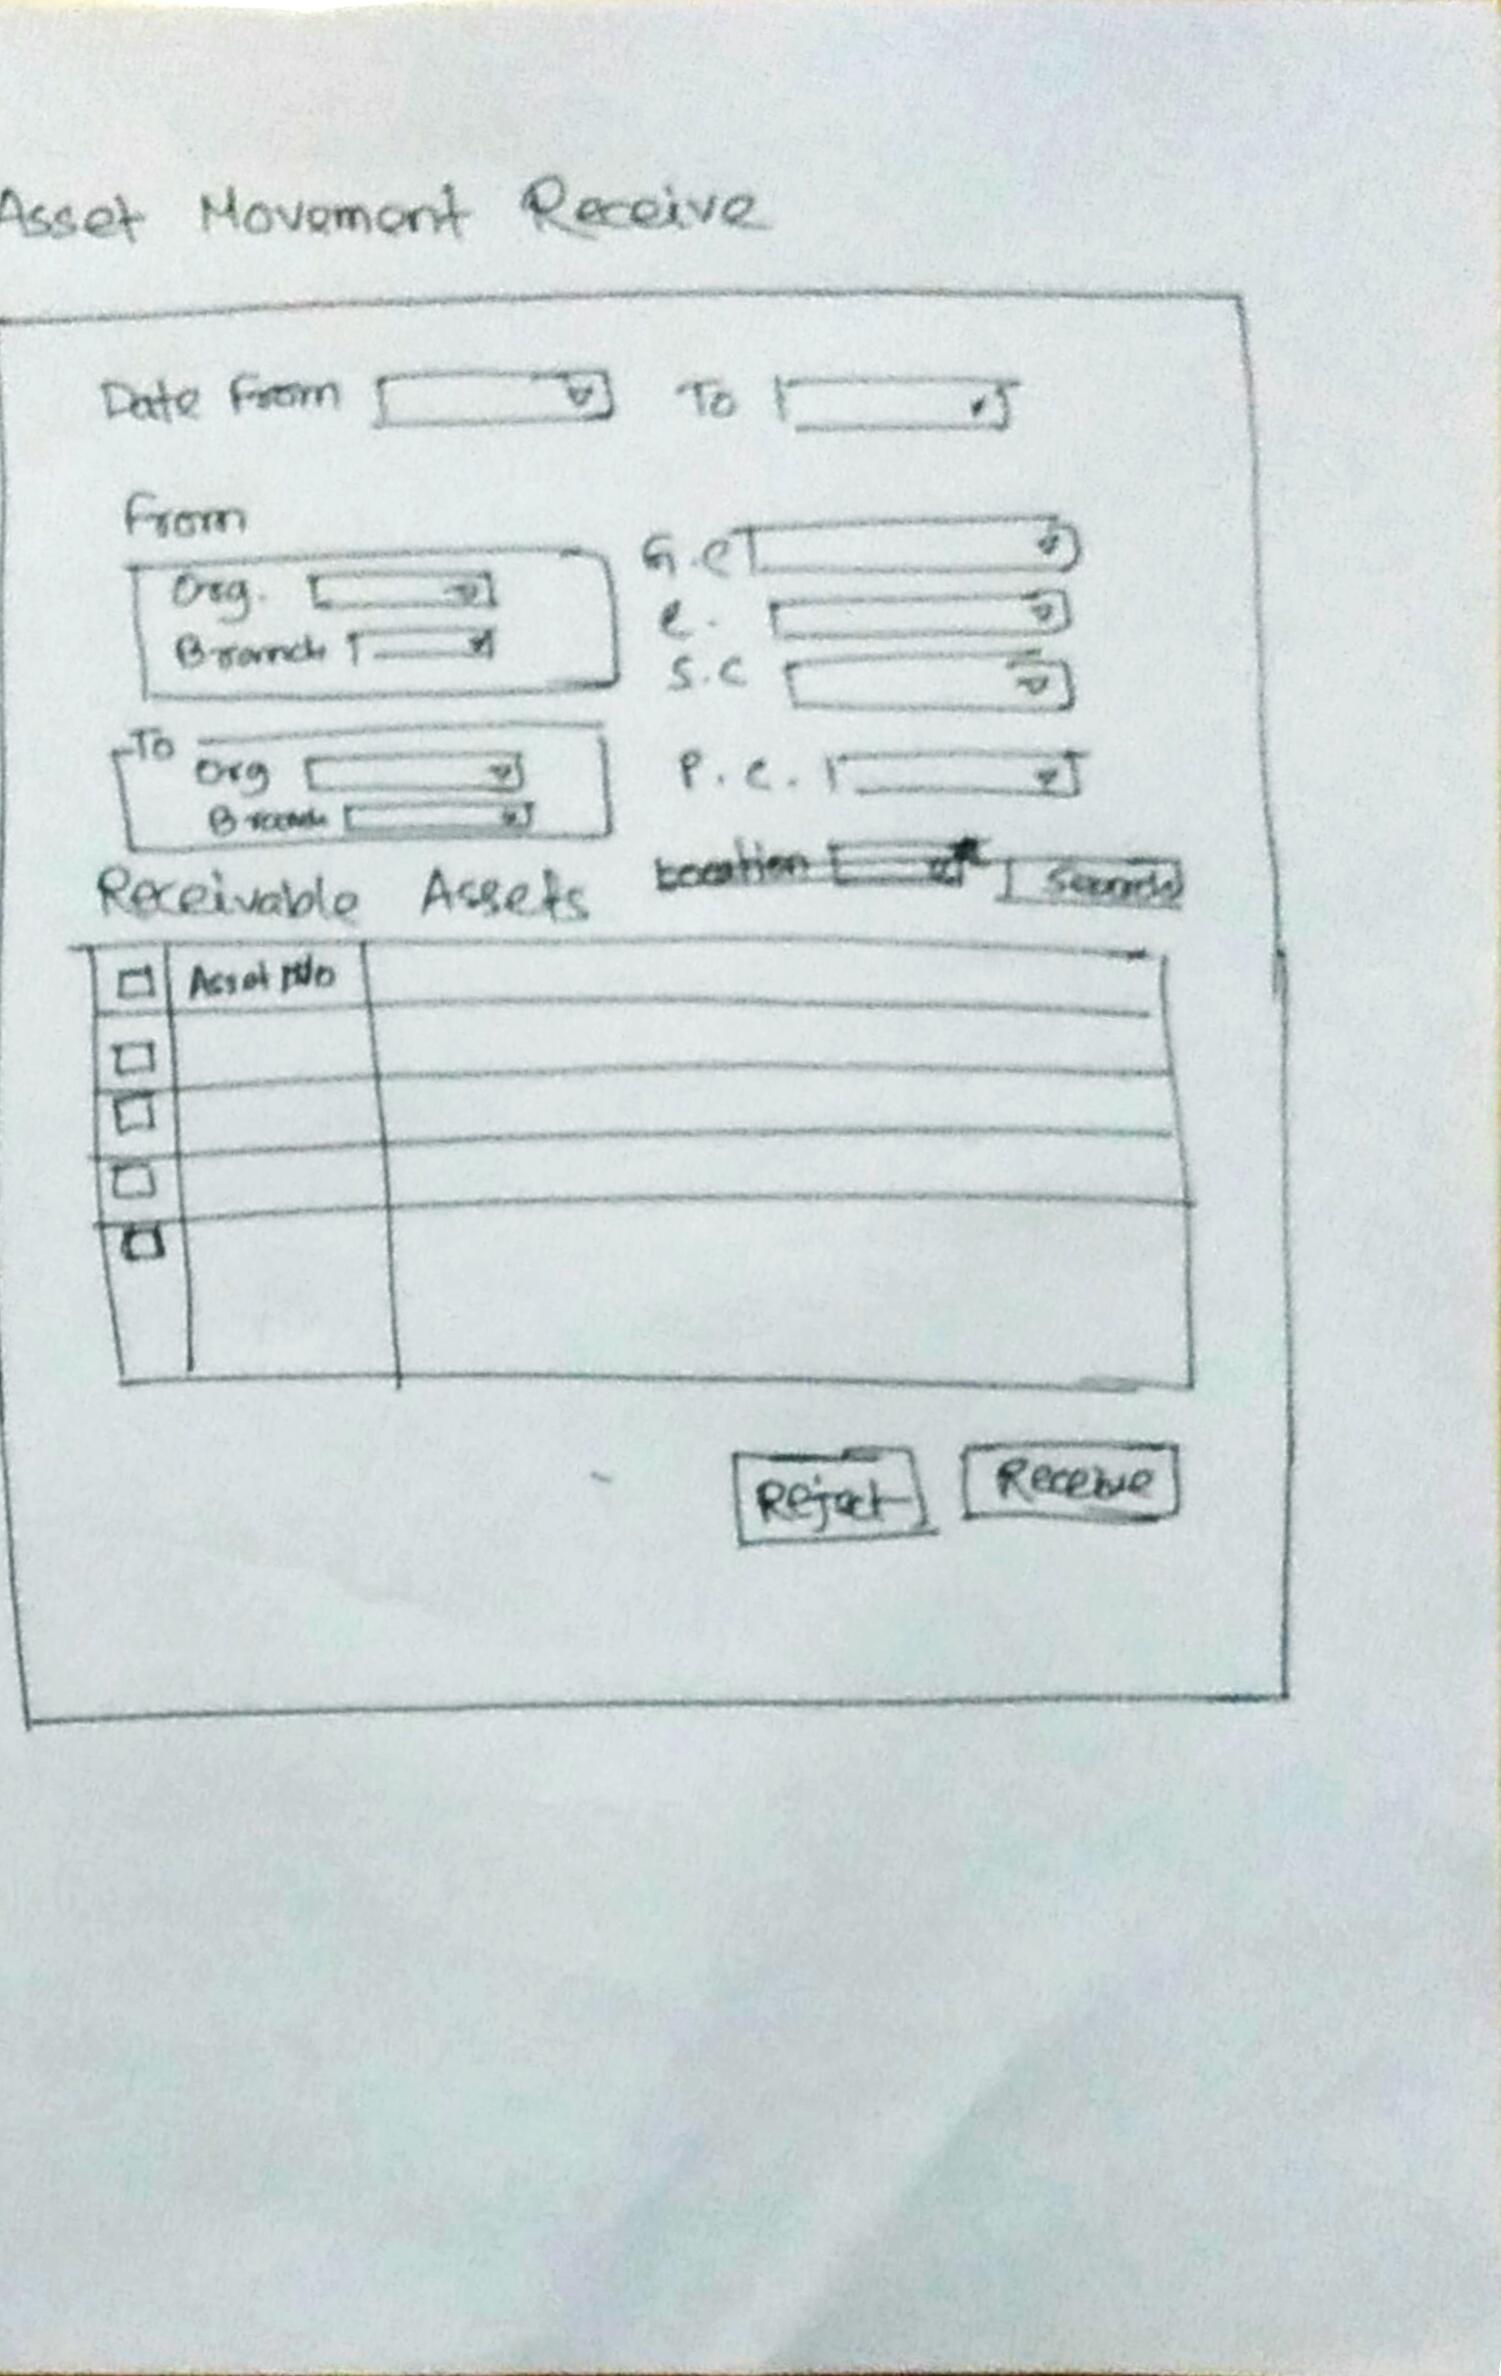 Asset Movement Receive
Date From To
From
Org.
Branch
G.C
C.
S.C
To
Org
Branch
P.C.
Location
Search
Receivable Assets
Asset No
Reject Receive